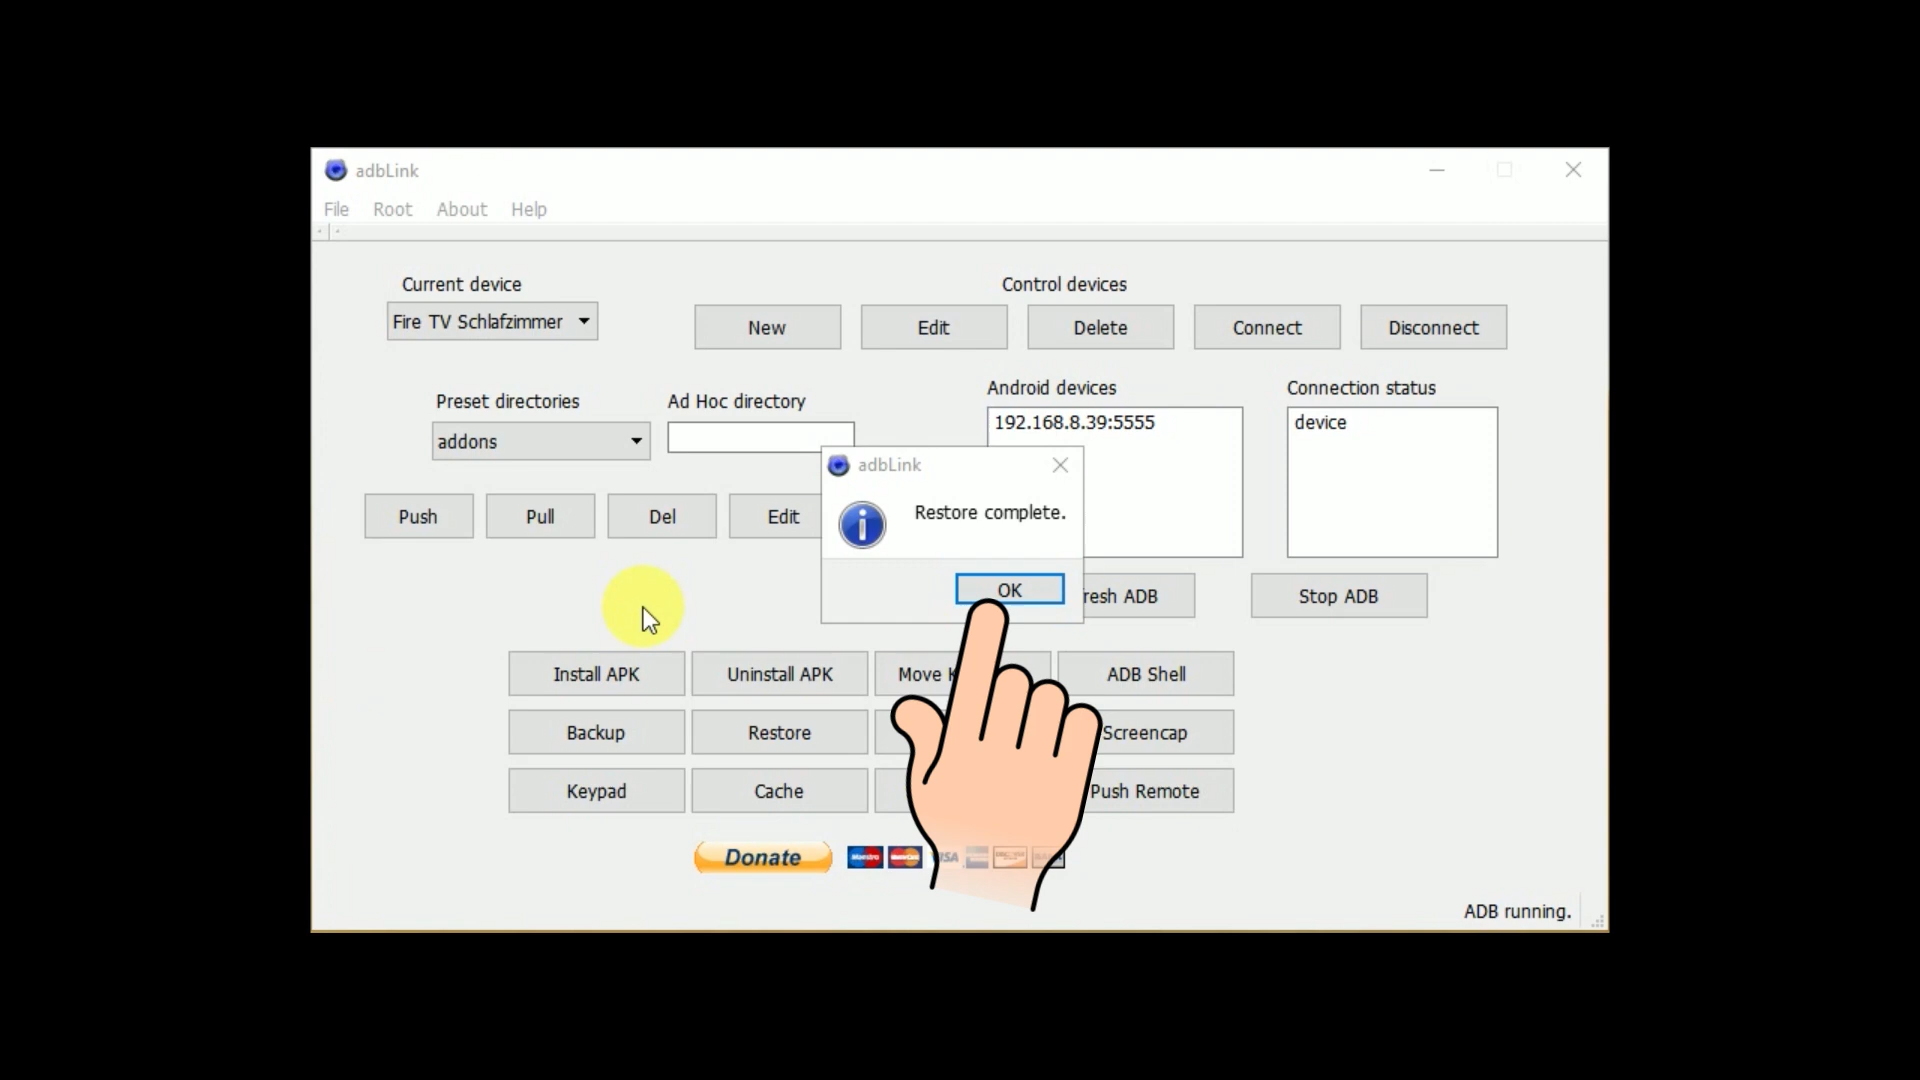 adbLink
File Root About Help
Current device
Control devices
Fire TV Schlafzimmer
New Edit Delete Connect Disconnect
Preset directories
Ad Hoc directory
Android devices
Connection status
addons
192.168.8.39:5555
device
adbLink
Restore complete.
OK
Push Pull Del Edit
resh ADB
Stop ADB
Install APK Uninstall APK Move ADB Shell
Backup Restore Screencap
Keypad Cache Push Remote
Donate
Maestro MasterCard
ADB running.